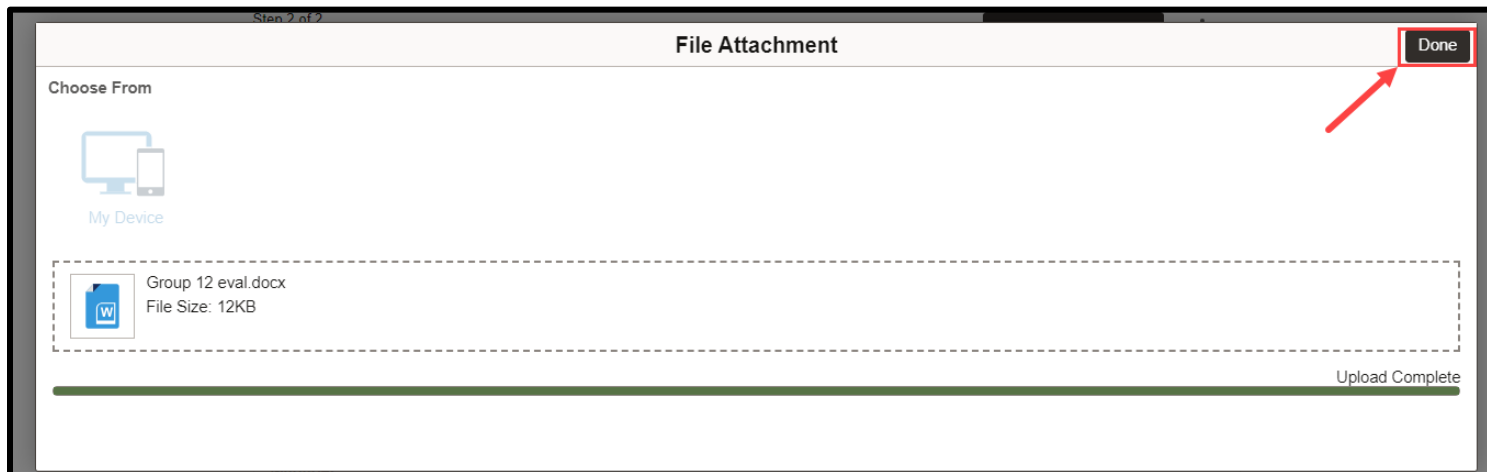 Step 2 of 2
File Attachment
Done
Choose From
My Device
W
Group 12 eval.docx
File Size: 12KB
Upload Complete